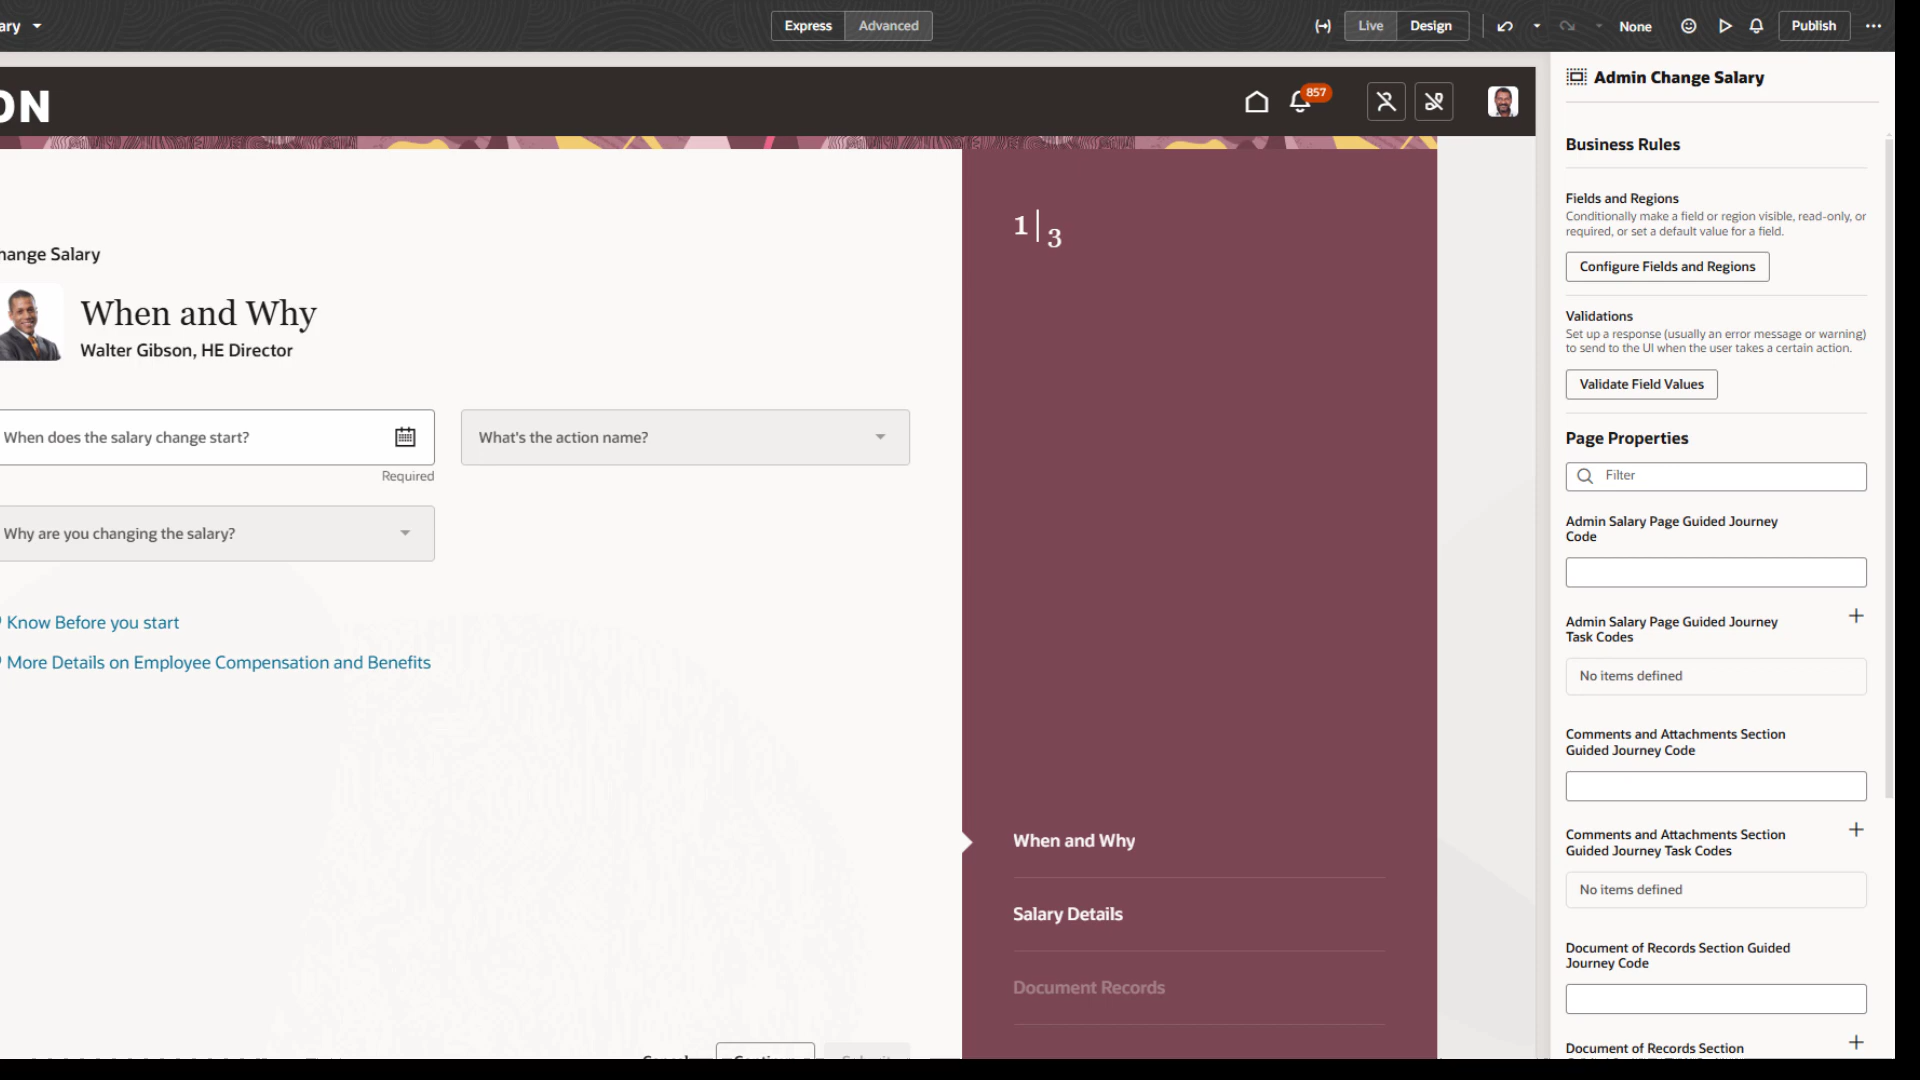 ary
Express
Advanced
Live
Design
None
Publish
ON
857
Admin Change Salary
Business Rules
Fields and Regions
Conditionally make a field or region visible, read-only, or
required, or set a default value for a field.
Configure Fields and Regions
Validations
Set up a response (usually an error message or warning)
to send to the UI when the user takes a certain action.
Validate Field Values
Page Properties
Filter
Admin Salary Page Guided Journey
Code
Admin Salary Page Guided Journey
Task Codes
No items defined
Comments and Attachments Section
Guided Journey Code
Comments and Attachments Section
Guided Journey Task Codes
No items defined
Document of Records Section Guided
Journey Code
Document of Records Section
hange Salary
When and Why
Walter Gibson, HE Director
When does the salary change start?
Required
What's the action name?
Why are you changing the salary?
Know Before you start
More Details on Employee Compensation and Benefits
1
3
When and Why
Salary Details
Document Records